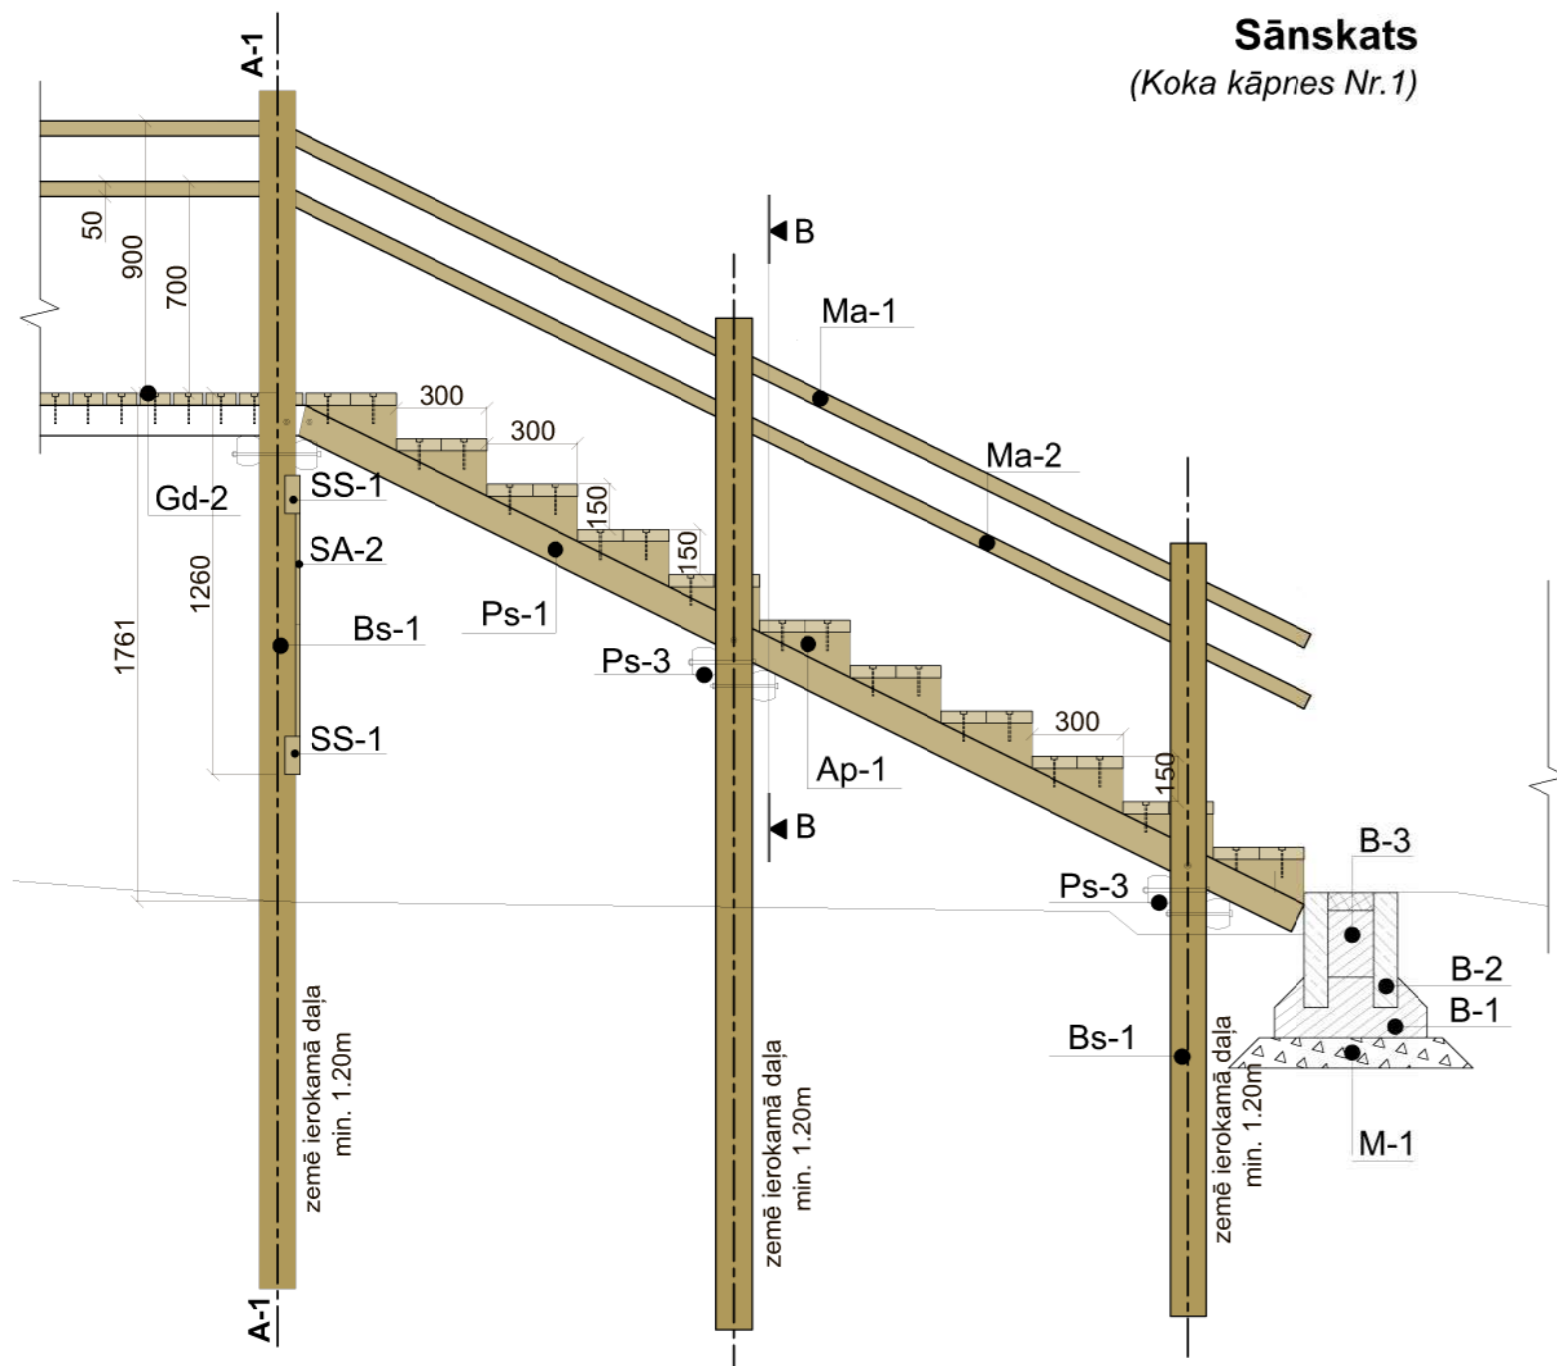 Sānskats
(Koka kāpnes Nr.1)
A-1
50
900
700
B
Ma-1
300
300
Ma-2
Gd-2
SS-1
150
SA-2
150
1260
Bs-1
Ps-1
1761
Ps-3
SS-1
300
150
Ap-1
B
B-3
Ps-3
B-2
B-1
Bs-1
M-1
zemē ierokamā daļa
min. 1.20m
zemē ierokamā daļa
min. 1.20m
zemē ierokamā daļa
min. 1.20m
A-1